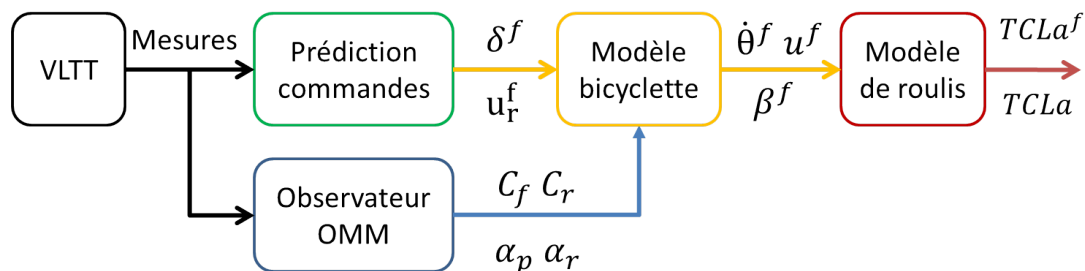 VLTT
Mesures
Prédiction
commandes
δ^f
u_r^f
Modèle
bicyclette
θ̇^f u^f
β^f
Modèle
de roulis
TCLa^f
TCLa
Observateur
OMM
C_f C_r
α_p α_r